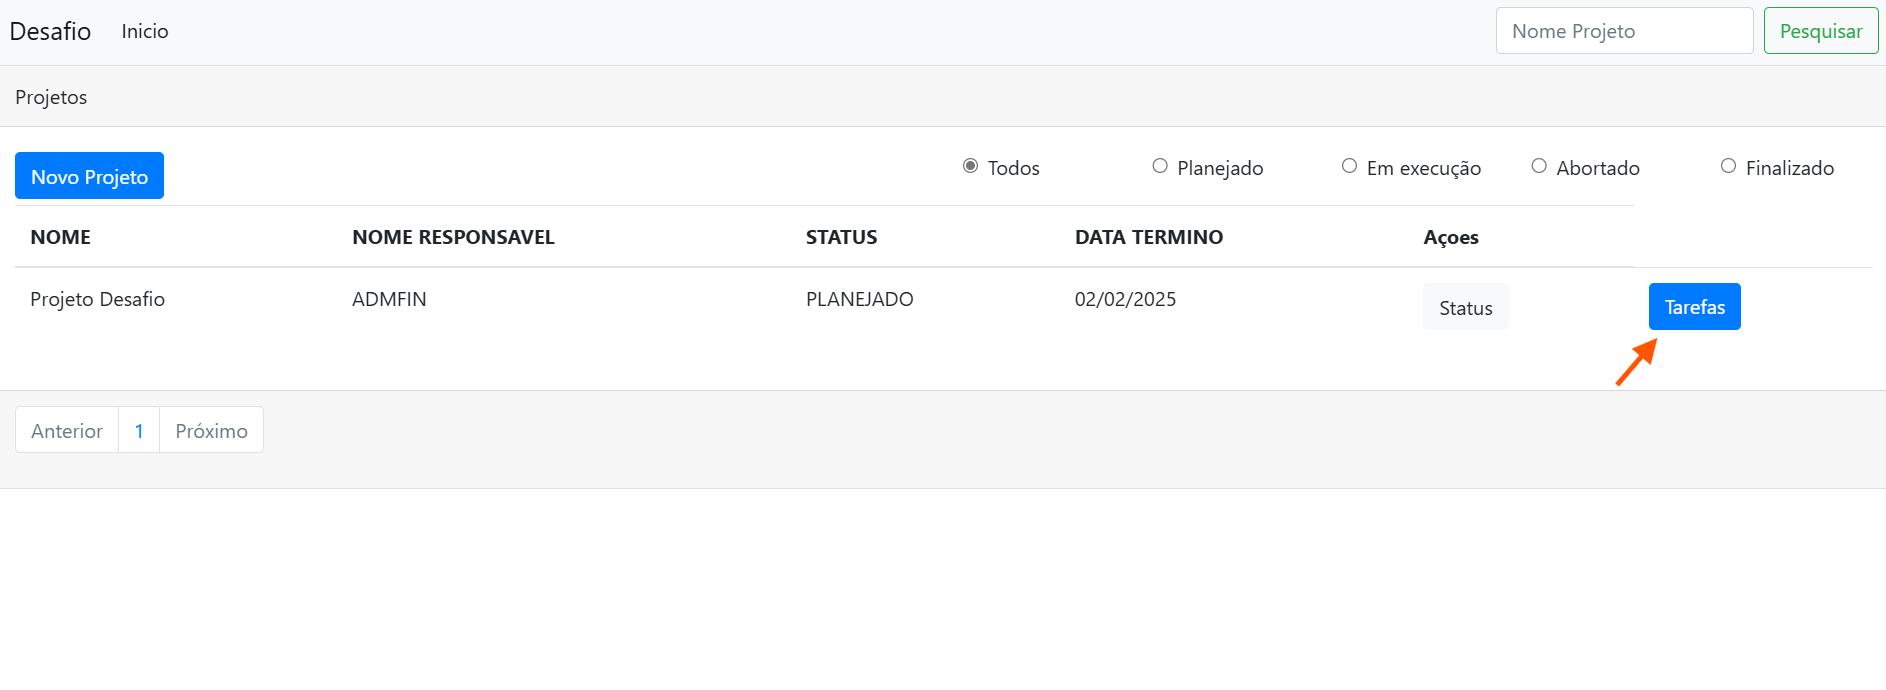 Desafio Inicio Nome Projeto Pesquisar
Projetos
Novo Projeto Todos Planejado Em execução Abortado Finalizado
NOME NOME RESPONSAVEL STATUS DATA TERMINO Açoes
Projeto Desafio ADMFIN PLANEJADO 02/02/2025 Status Tarefas
Anterior 1 Próximo